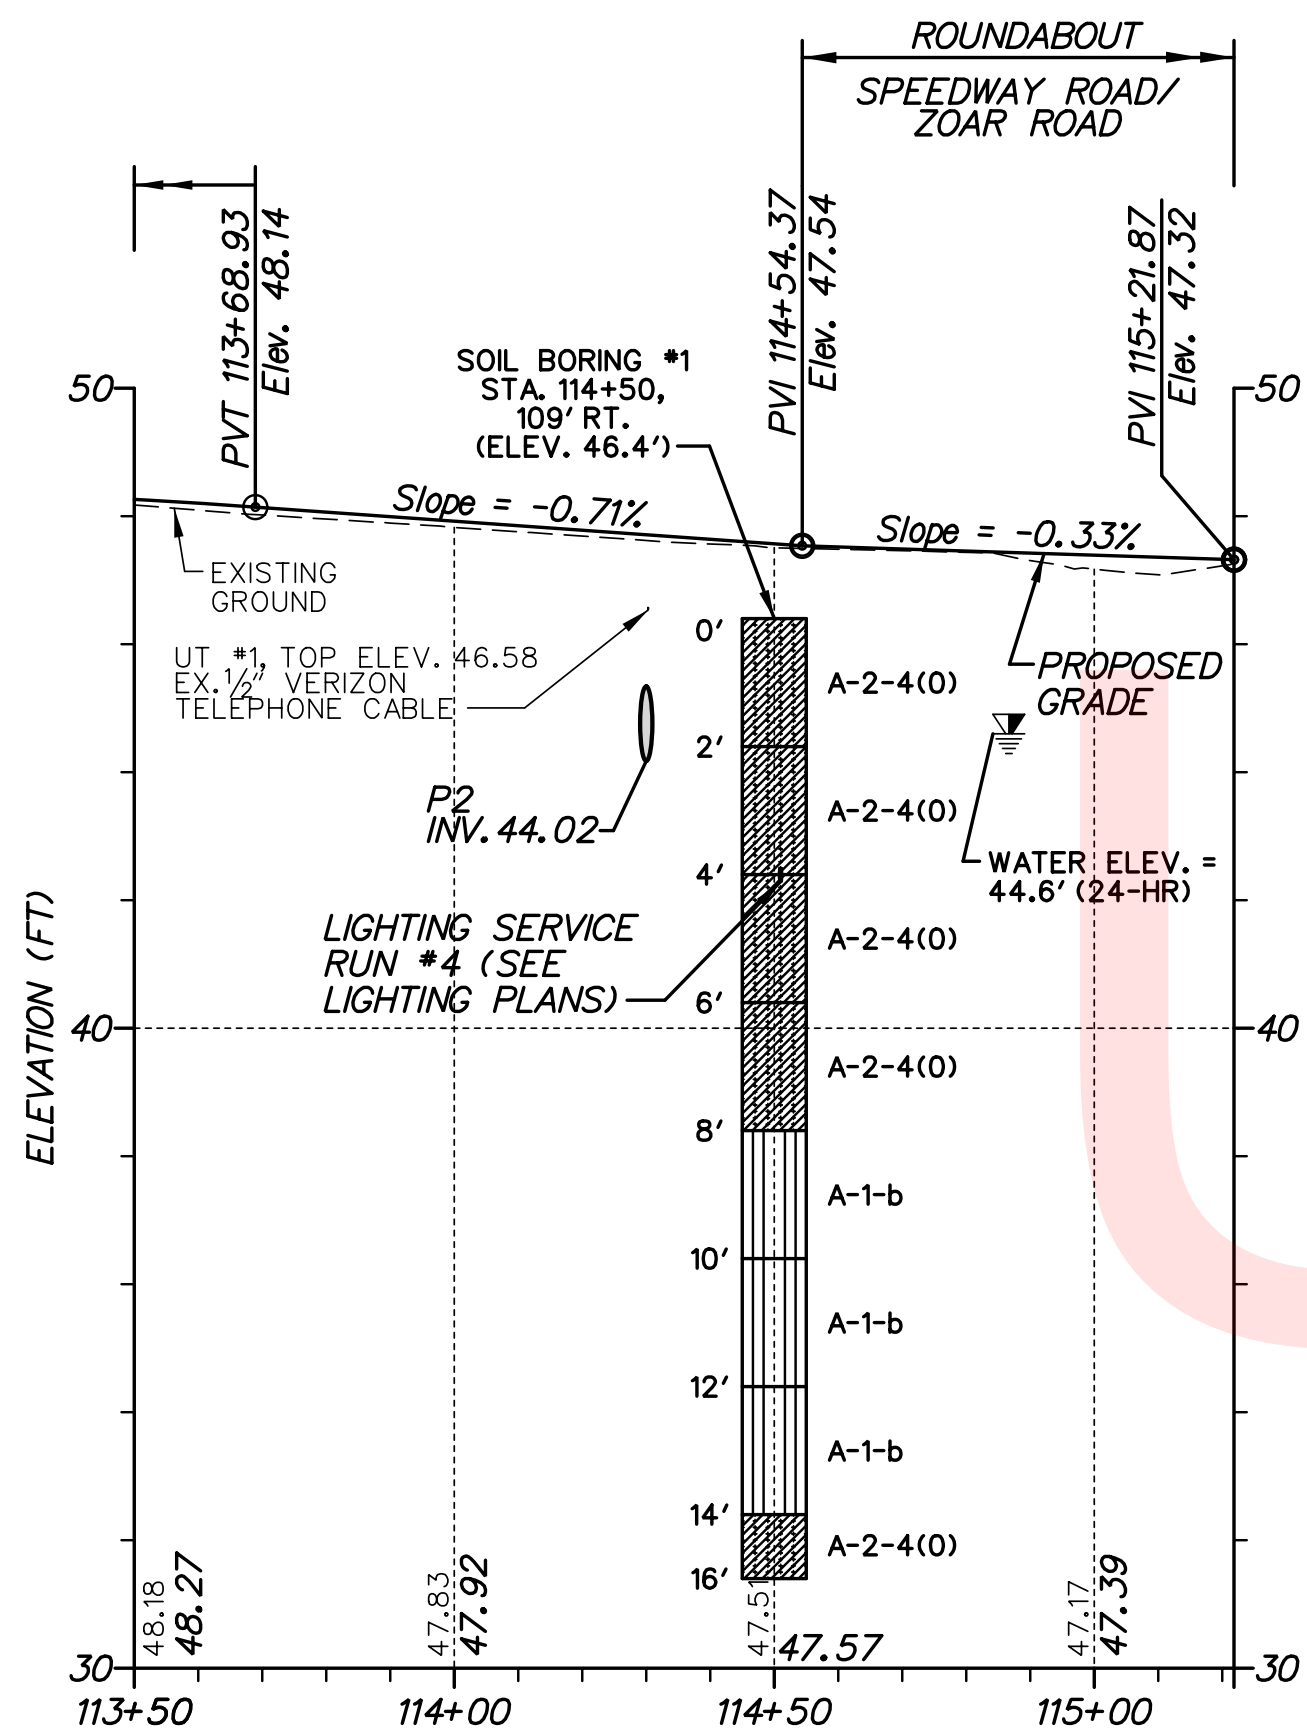 ROUNDABOUT
SPEEDWAY ROAD/
ZOAR ROAD
PVT 113+68.93
Elev. 48.14
PVI 114+54.37
Elev. 47.54
PVI 115+21.87
Elev. 47.32
SOIL BORING #1
STA. 114+50,
109' RT.
(ELEV. 46.4')
50
50
Slope = -0.71%
Slope = -0.33%
EXISTING
GROUND
UT #1, TOP ELEV. 46.58
EX. 1/2" VERIZON
TELEPHONE CABLE
0'
A-2-4(0)
PROPOSED
GRADE
2'
P2
INV. 44.02
A-2-4(0)
WATER ELEV. =
44.6' (24-HR)
4'
LIGHTING SERVICE
RUN #4 (SEE
LIGHTING PLANS)
A-2-4(0)
6'
ELEVATION (FT)
40
40
A-2-4(0)
8'
A-1-b
10'
A-1-b
12'
A-1-b
14'
A-2-4(0)
16'
48.18
48.27
47.83
47.92
47.51
47.57
47.17
47.39
30
30
113+50
114+00
114+50
115+00